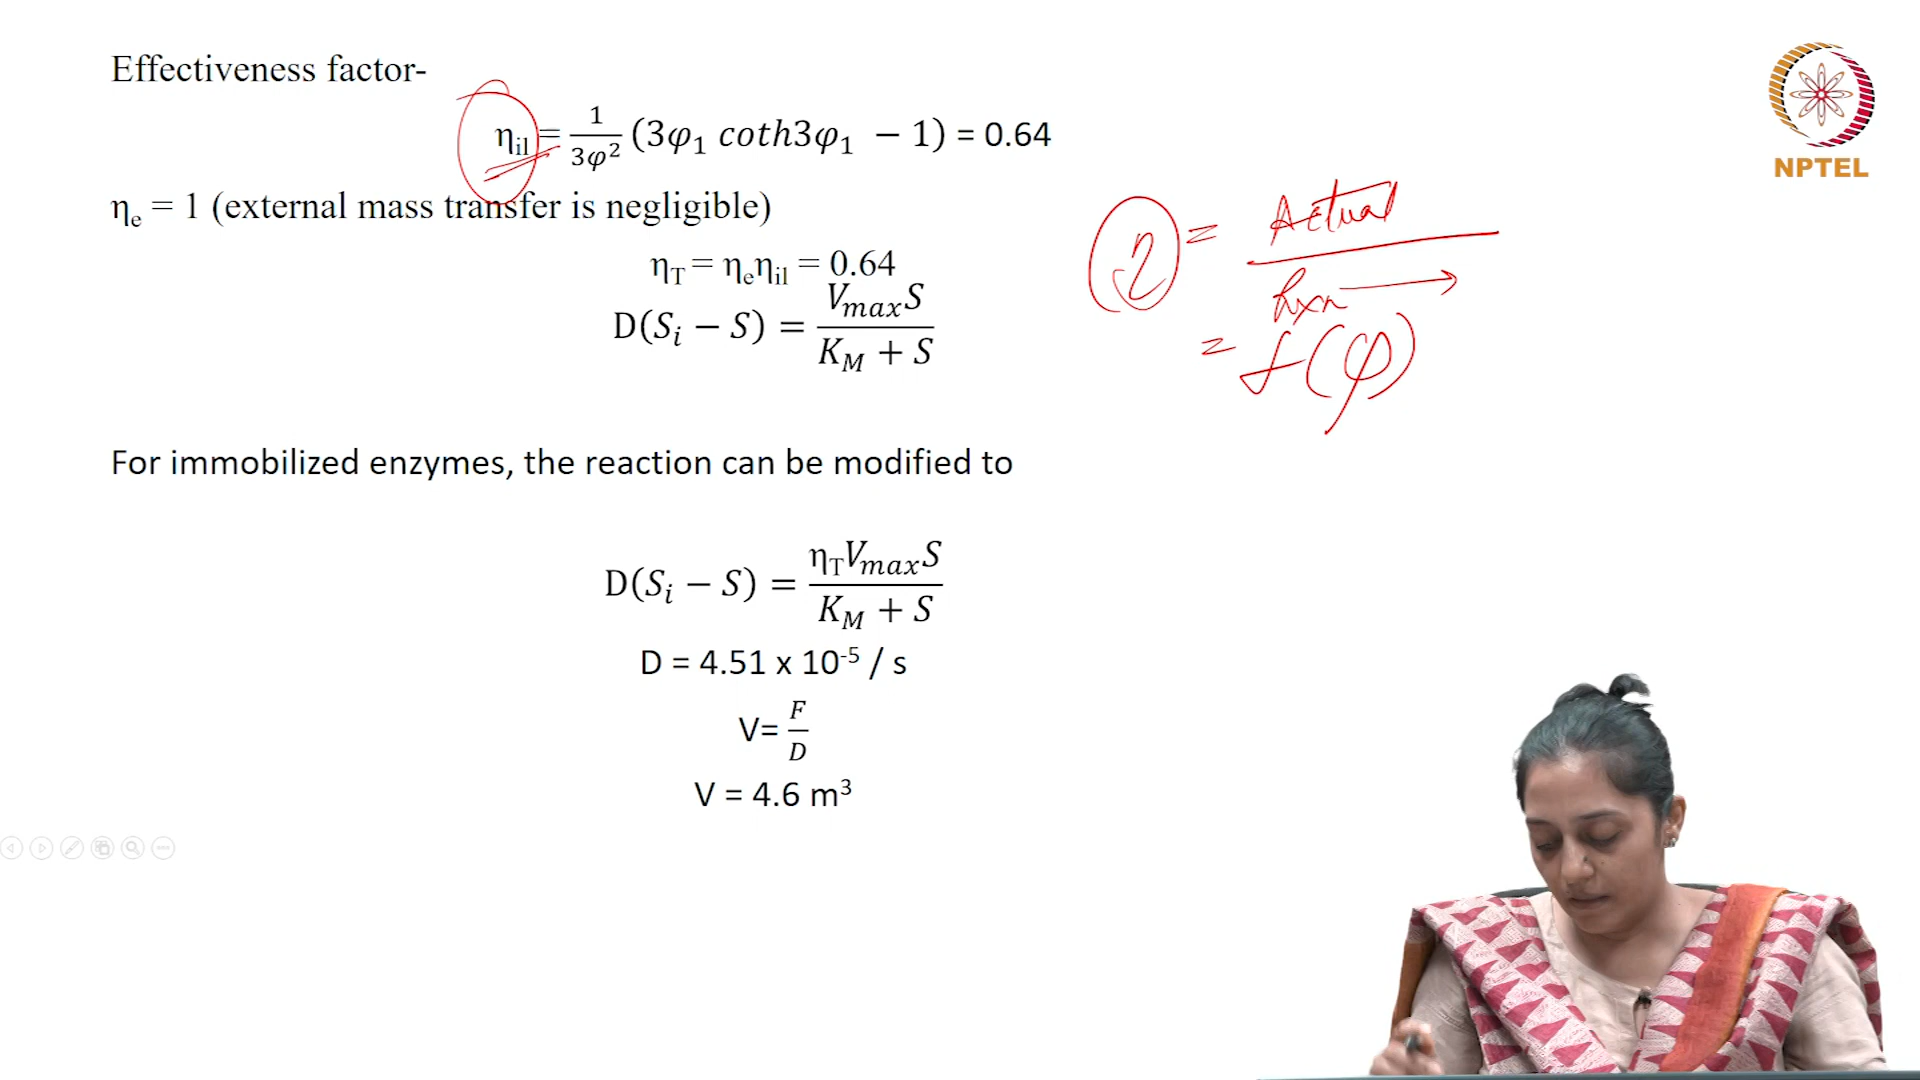 Effectiveness factor-
ηil = 1/3φ² (3φ₁ coth3φ₁ − 1) = 0.64
ηe = 1 (external mass transfer is negligible)
ηT = ηeηil = 0.64
D(Sᵢ − S) = VmaxS/KM + S
For immobilized enzymes, the reaction can be modified to
D(Sᵢ − S) = ηTVmaxS/KM + S
D = 4.51 x 10⁻⁵ / s
V= F/D
V = 4.6 m³
η = Actual/rxn →
= f(φ)
NPTEL